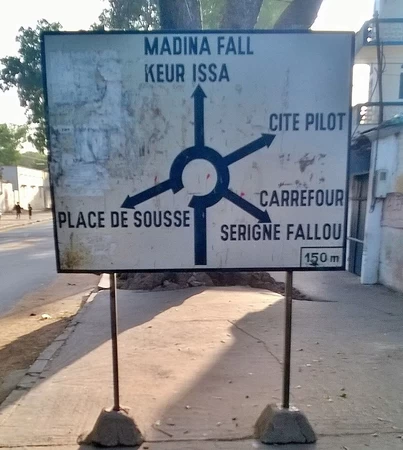 MADINA FALL
KEUR ISSA
CITE PILOT
CARREFOUR
PLACE DE SOUSSE
SERIGNE FALLOU
150 m